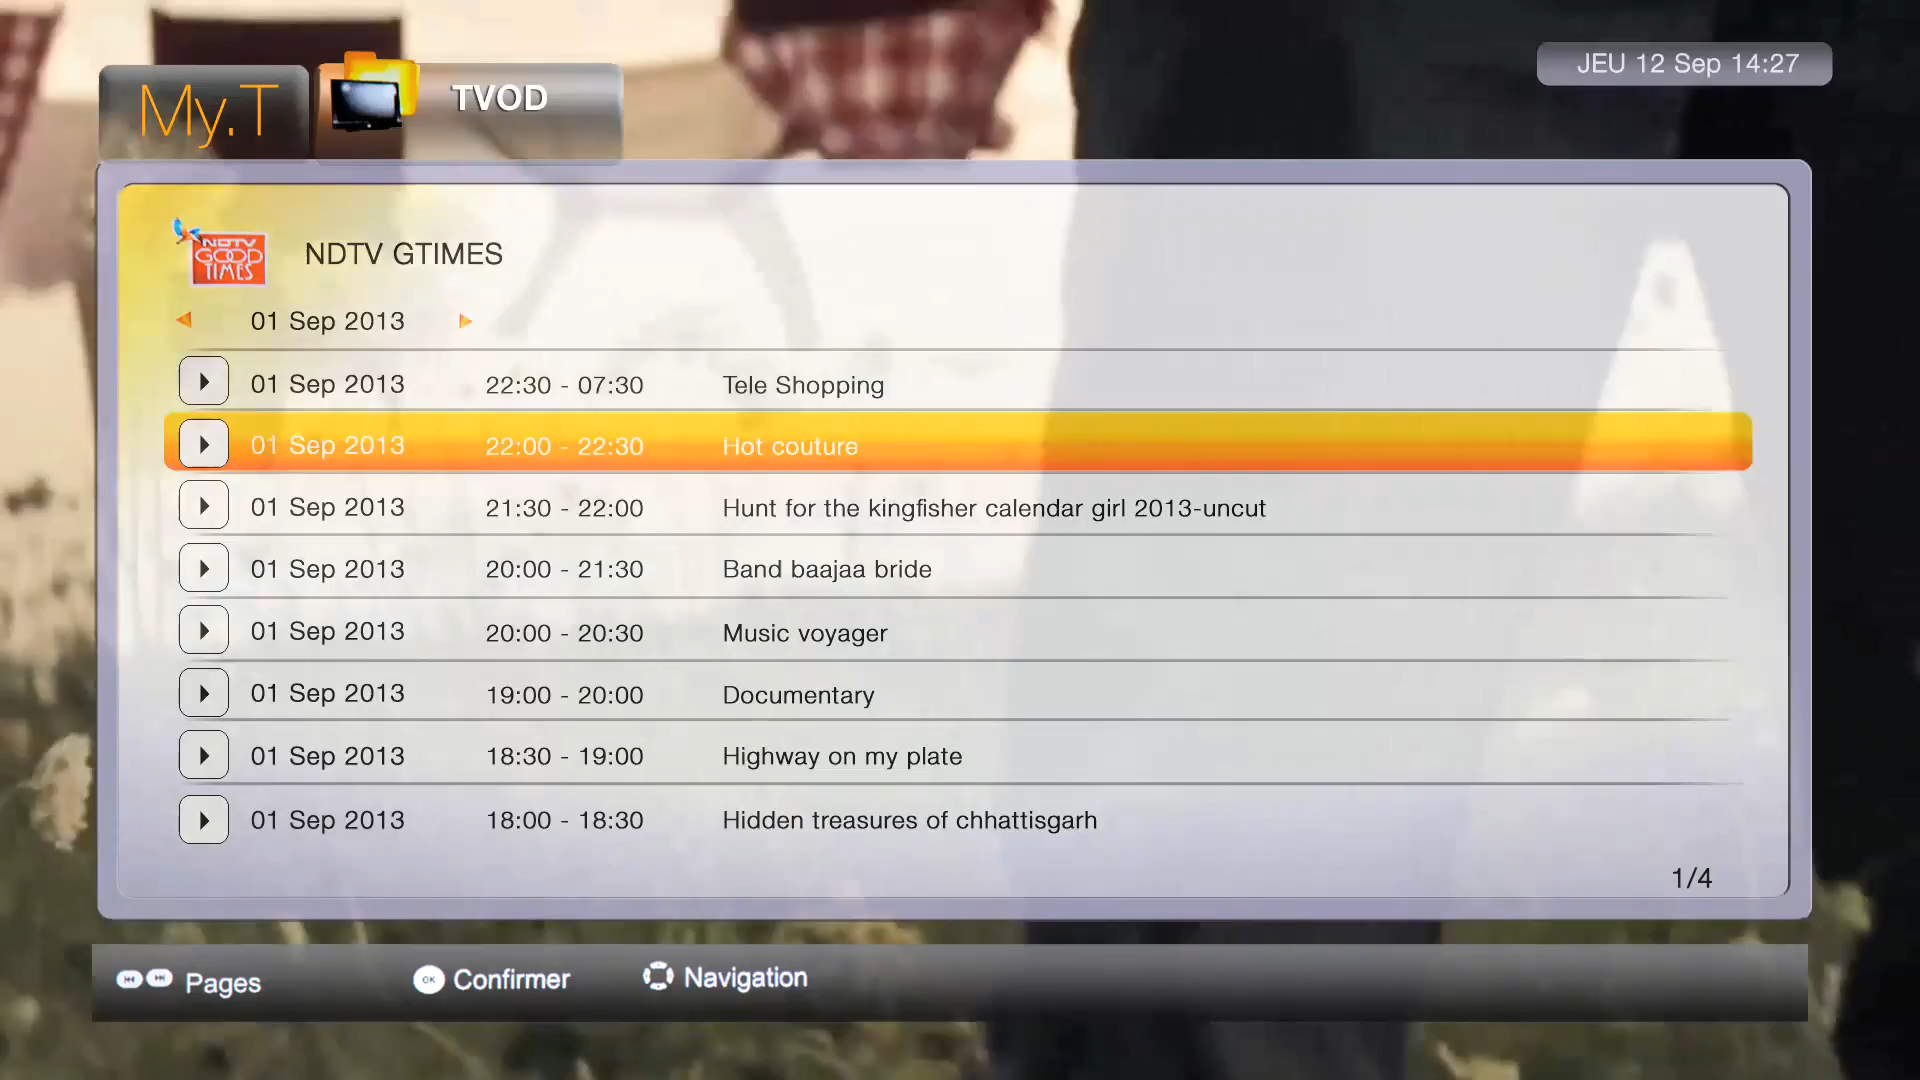 My.T
TVOD
JEU 12 Sep 14:27
NDTV
GOOD
TIMES
NDTV GTIMES
01 Sep 2013
01 Sep 2013 22:30 - 07:30 Tele Shopping
01 Sep 2013 22:00 - 22:30 Hot couture
01 Sep 2013 21:30 - 22:00 Hunt for the kingfisher calendar girl 2013-uncut
01 Sep 2013 20:00 - 21:30 Band baajaa bride
01 Sep 2013 20:00 - 20:30 Music voyager
01 Sep 2013 19:00 - 20:00 Documentary
01 Sep 2013 18:30 - 19:00 Highway on my plate
01 Sep 2013 18:00 - 18:30 Hidden treasures of chhattisgarh
1/4
Pages OK Confirmer Navigation